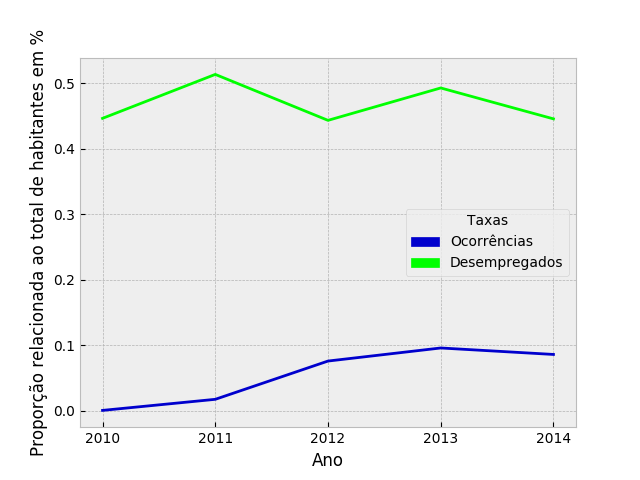 Proporção relacionada ao total de habitantes em %
0.5
0.4
0.3
0.2
0.1
0.0
Taxas
Ocorrências
Desempregados
2010 2011 2012 2013 2014
Ano